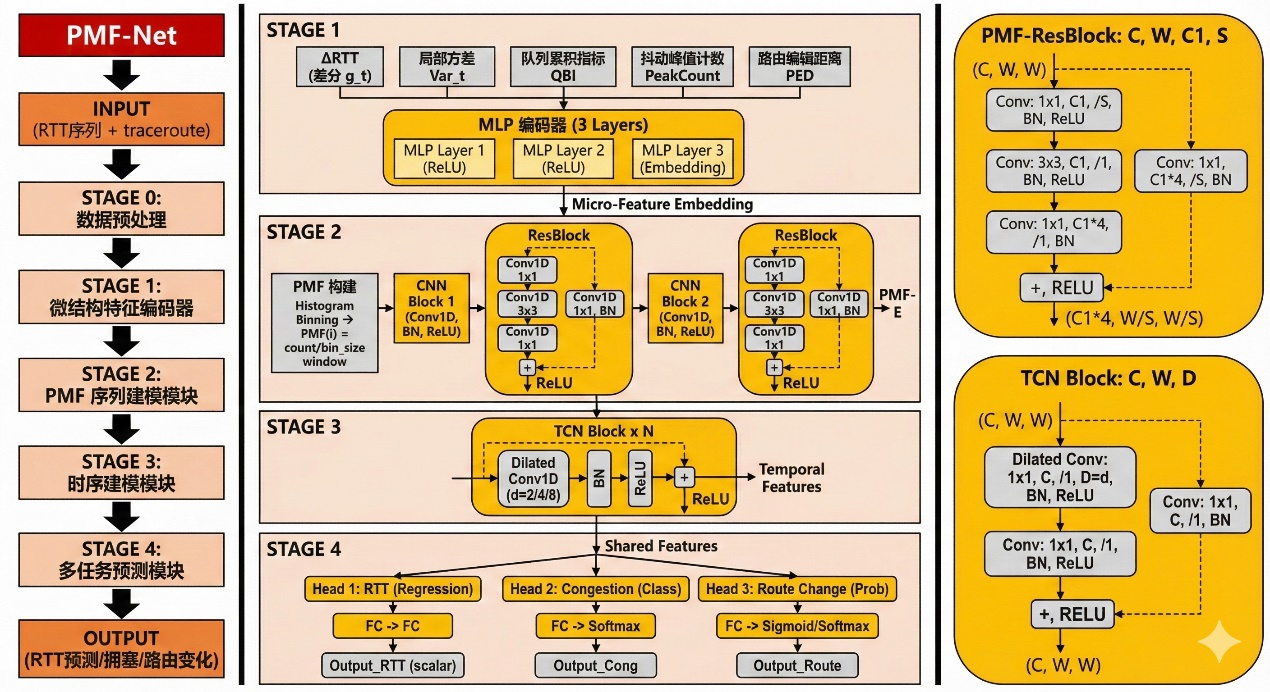 PMF-Net
INPUT
(RTT序列 + traceroute)
STAGE 0:
数据预处理
STAGE 1:
微结构特征编码器
STAGE 2:
PMF 序列建模模块
STAGE 3:
时序建模模块
STAGE 4:
多任务预测模块
OUTPUT
(RTT预测/拥塞/路由变化)
STAGE 1
ΔRTT
(差分 g_t)
局部方差
Var_t
队列累积指标
QBI
抖动峰值计数
PeakCount
路由编辑距离
PED
MLP 编码器 (3 Layers)
MLP Layer 1
(ReLU)
MLP Layer 2
(ReLU)
MLP Layer 3
(Embedding)
Micro-Feature Embedding
STAGE 2
PMF 构建
Histogram
Binning →
PMF(i) =
count/bin_size
window
CNN
Block 1
(Conv1D,
BN, ReLU)
ResBlock
Conv1D
1x1
Conv1D
3x3
Conv1D
1x1
Conv1D
1x1, BN
+
ReLU
CNN
Block 2
(Conv1D,
BN, ReLU)
ResBlock
Conv1D
1x1
Conv1D
3x3
Conv1D
1x1
Conv1D
1x1, BN
+
ReLU
PMF-
E
STAGE 3
TCN Block x N
Dilated
Conv1D
(d=2/4/8)
BN
ReLU
+
ReLU
Temporal
Features
STAGE 4
Shared Features
Head 1: RTT (Regression)
FC -> FC
Output_RTT (scalar)
Head 2: Congestion (Class)
FC -> Softmax
Output_Cong
Head 3: Route Change (Prob)
FC -> Sigmoid/Softmax
Output_Route
PMF-ResBlock: C, W, C1, S
(C, W, W)
Conv: 1x1, C1, /S,
BN, ReLU
Conv: 3x3, C1, /1,
BN, ReLU
Conv: 1x1, C1*4,
/1, BN
Conv: 1x1,
C1*4, /S, BN
+, RELU
(C1*4, W/S, W/S)
TCN Block: C, W, D
(C, W, W)
Dilated Conv:
1x1, C, /1, D=d,
BN, ReLU
Conv: 1x1, C, /1,
BN, ReLU
Conv: 1x1,
C, /1, BN
+, RELU
(C, W, W)